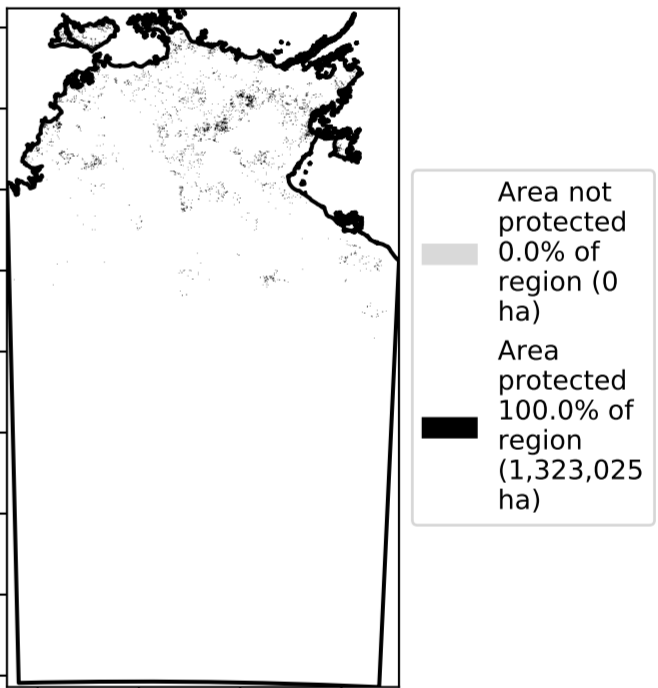 Area not
protected
0.0% of
region (0
ha)
Area
protected
100.0% of
region
(1,323,025
ha)